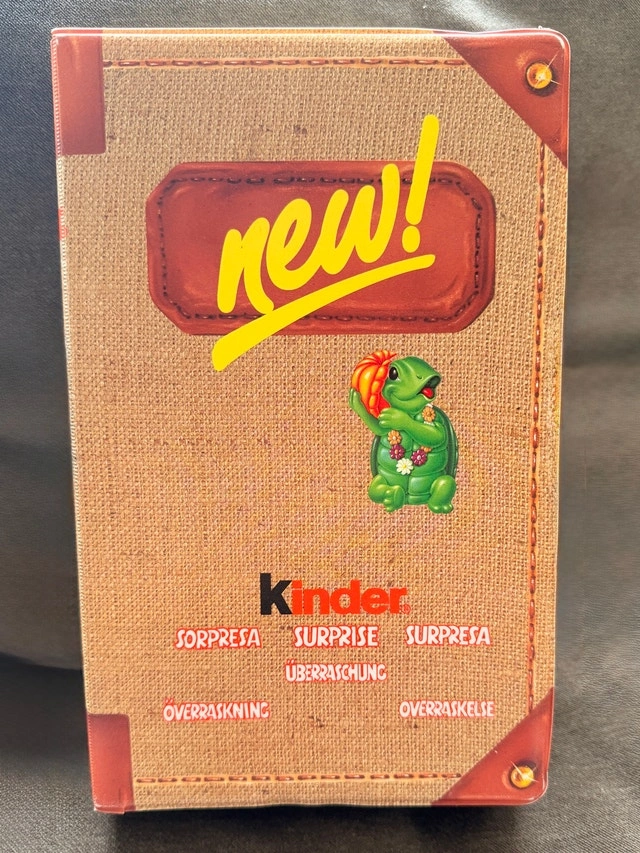 new!
Kinder®
SORPRESA SURPRISE SURPRESA
ÜBERRASCHUNG
ÖVERRASKNING OVERRASKELSE